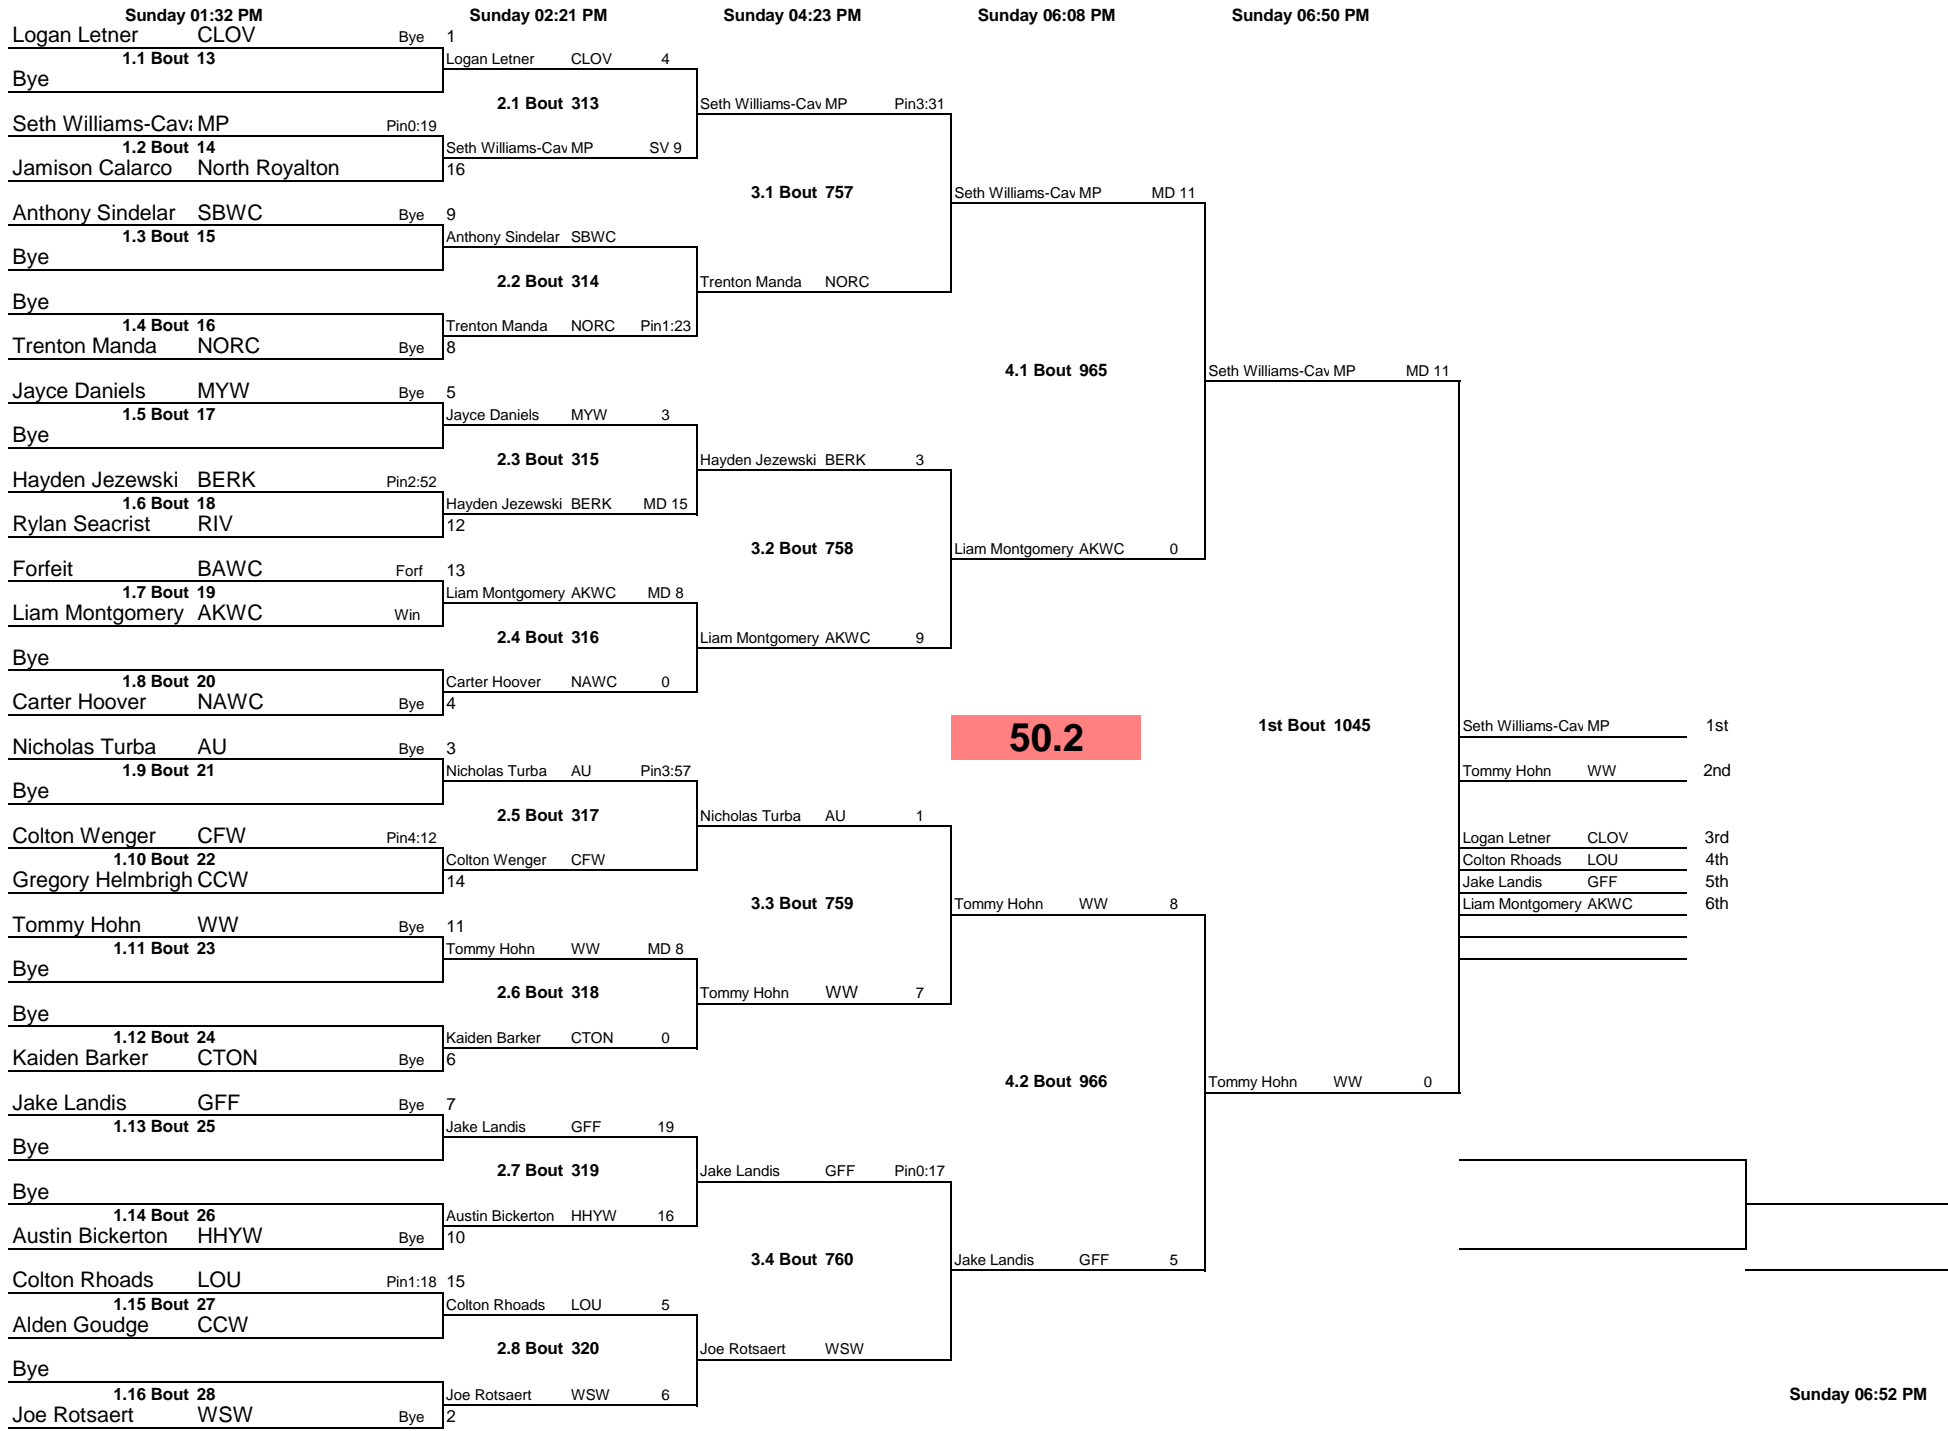 Sunday 01:32 PM Sunday 02:21 PM Sunday 04:23 PM Sunday 06:08 PM Sunday 06:50 PM
Logan Letner CLOV Bye 1
1.1 Bout 13
Logan Letner CLOV 4
Bye
2.1 Bout 313
Seth Williams-Cav MP Pin3:31
Seth Williams-Cav MP Pin0:19
1.2 Bout 14
Seth Williams-Cav MP SV 9
Jamison Calarco North Royalton 16
3.1 Bout 757
Seth Williams-Cav MP MD 11
Anthony Sindelar SBWC Bye 9
1.3 Bout 15
Anthony Sindelar SBWC
Bye
2.2 Bout 314
Trenton Manda NORC
Bye
1.4 Bout 16
Trenton Manda NORC Pin1:23
Trenton Manda NORC Bye 8
4.1 Bout 965
Seth Williams-Cav MP MD 11
Jayce Daniels MYW Bye 5
1.5 Bout 17
Jayce Daniels MYW 3
Bye
2.3 Bout 315
Hayden Jezewski BERK 3
Hayden Jezewski BERK Pin2:52
1.6 Bout 18
Hayden Jezewski BERK MD 15
Rylan Seacrist RIV 12
3.2 Bout 758
Liam Montgomery AKWC 0
Forfeit BAWC Forf 13
1.7 Bout 19
Liam Montgomery AKWC MD 8
Liam Montgomery AKWC Win
2.4 Bout 316
Liam Montgomery AKWC 9
Bye
1.8 Bout 20
Carter Hoover NAWC 0
Carter Hoover NAWC Bye 4
50.2
1st Bout 1045
Seth Williams-Cav MP 1st
Nicholas Turba AU Bye 3
1.9 Bout 21
Nicholas Turba AU Pin3:57
Tommy Hohn WW 2nd
Bye
2.5 Bout 317
Nicholas Turba AU 1
Colton Wenger CFW Pin4:12
Logan Letner CLOV 3rd
1.10 Bout 22
Colton Wenger CFW
Colton Rhoads LOU 4th
Gregory Helmbrigh CCW 14
Jake Landis GFF 5th
3.3 Bout 759
Tommy Hohn WW 8
Liam Montgomery AKWC 6th
Tommy Hohn WW Bye 11
1.11 Bout 23
Tommy Hohn WW MD 8
Bye
2.6 Bout 318
Tommy Hohn WW 7
Bye
1.12 Bout 24
Kaiden Barker CTON 0
Kaiden Barker CTON Bye 6
4.2 Bout 966
Tommy Hohn WW 0
Jake Landis GFF Bye 7
1.13 Bout 25
Jake Landis GFF 19
Bye
2.7 Bout 319
Jake Landis GFF Pin0:17
Bye
1.14 Bout 26
Austin Bickerton HHYW 16
Austin Bickerton HHYW Bye 10
3.4 Bout 760
Jake Landis GFF 5
Colton Rhoads LOU Pin1:18 15
1.15 Bout 27
Colton Rhoads LOU 5
Alden Goudge CCW
2.8 Bout 320
Joe Rotsaert WSW
Bye
1.16 Bout 28
Joe Rotsaert WSW 6
Sunday 06:52 PM
Joe Rotsaert WSW Bye 2